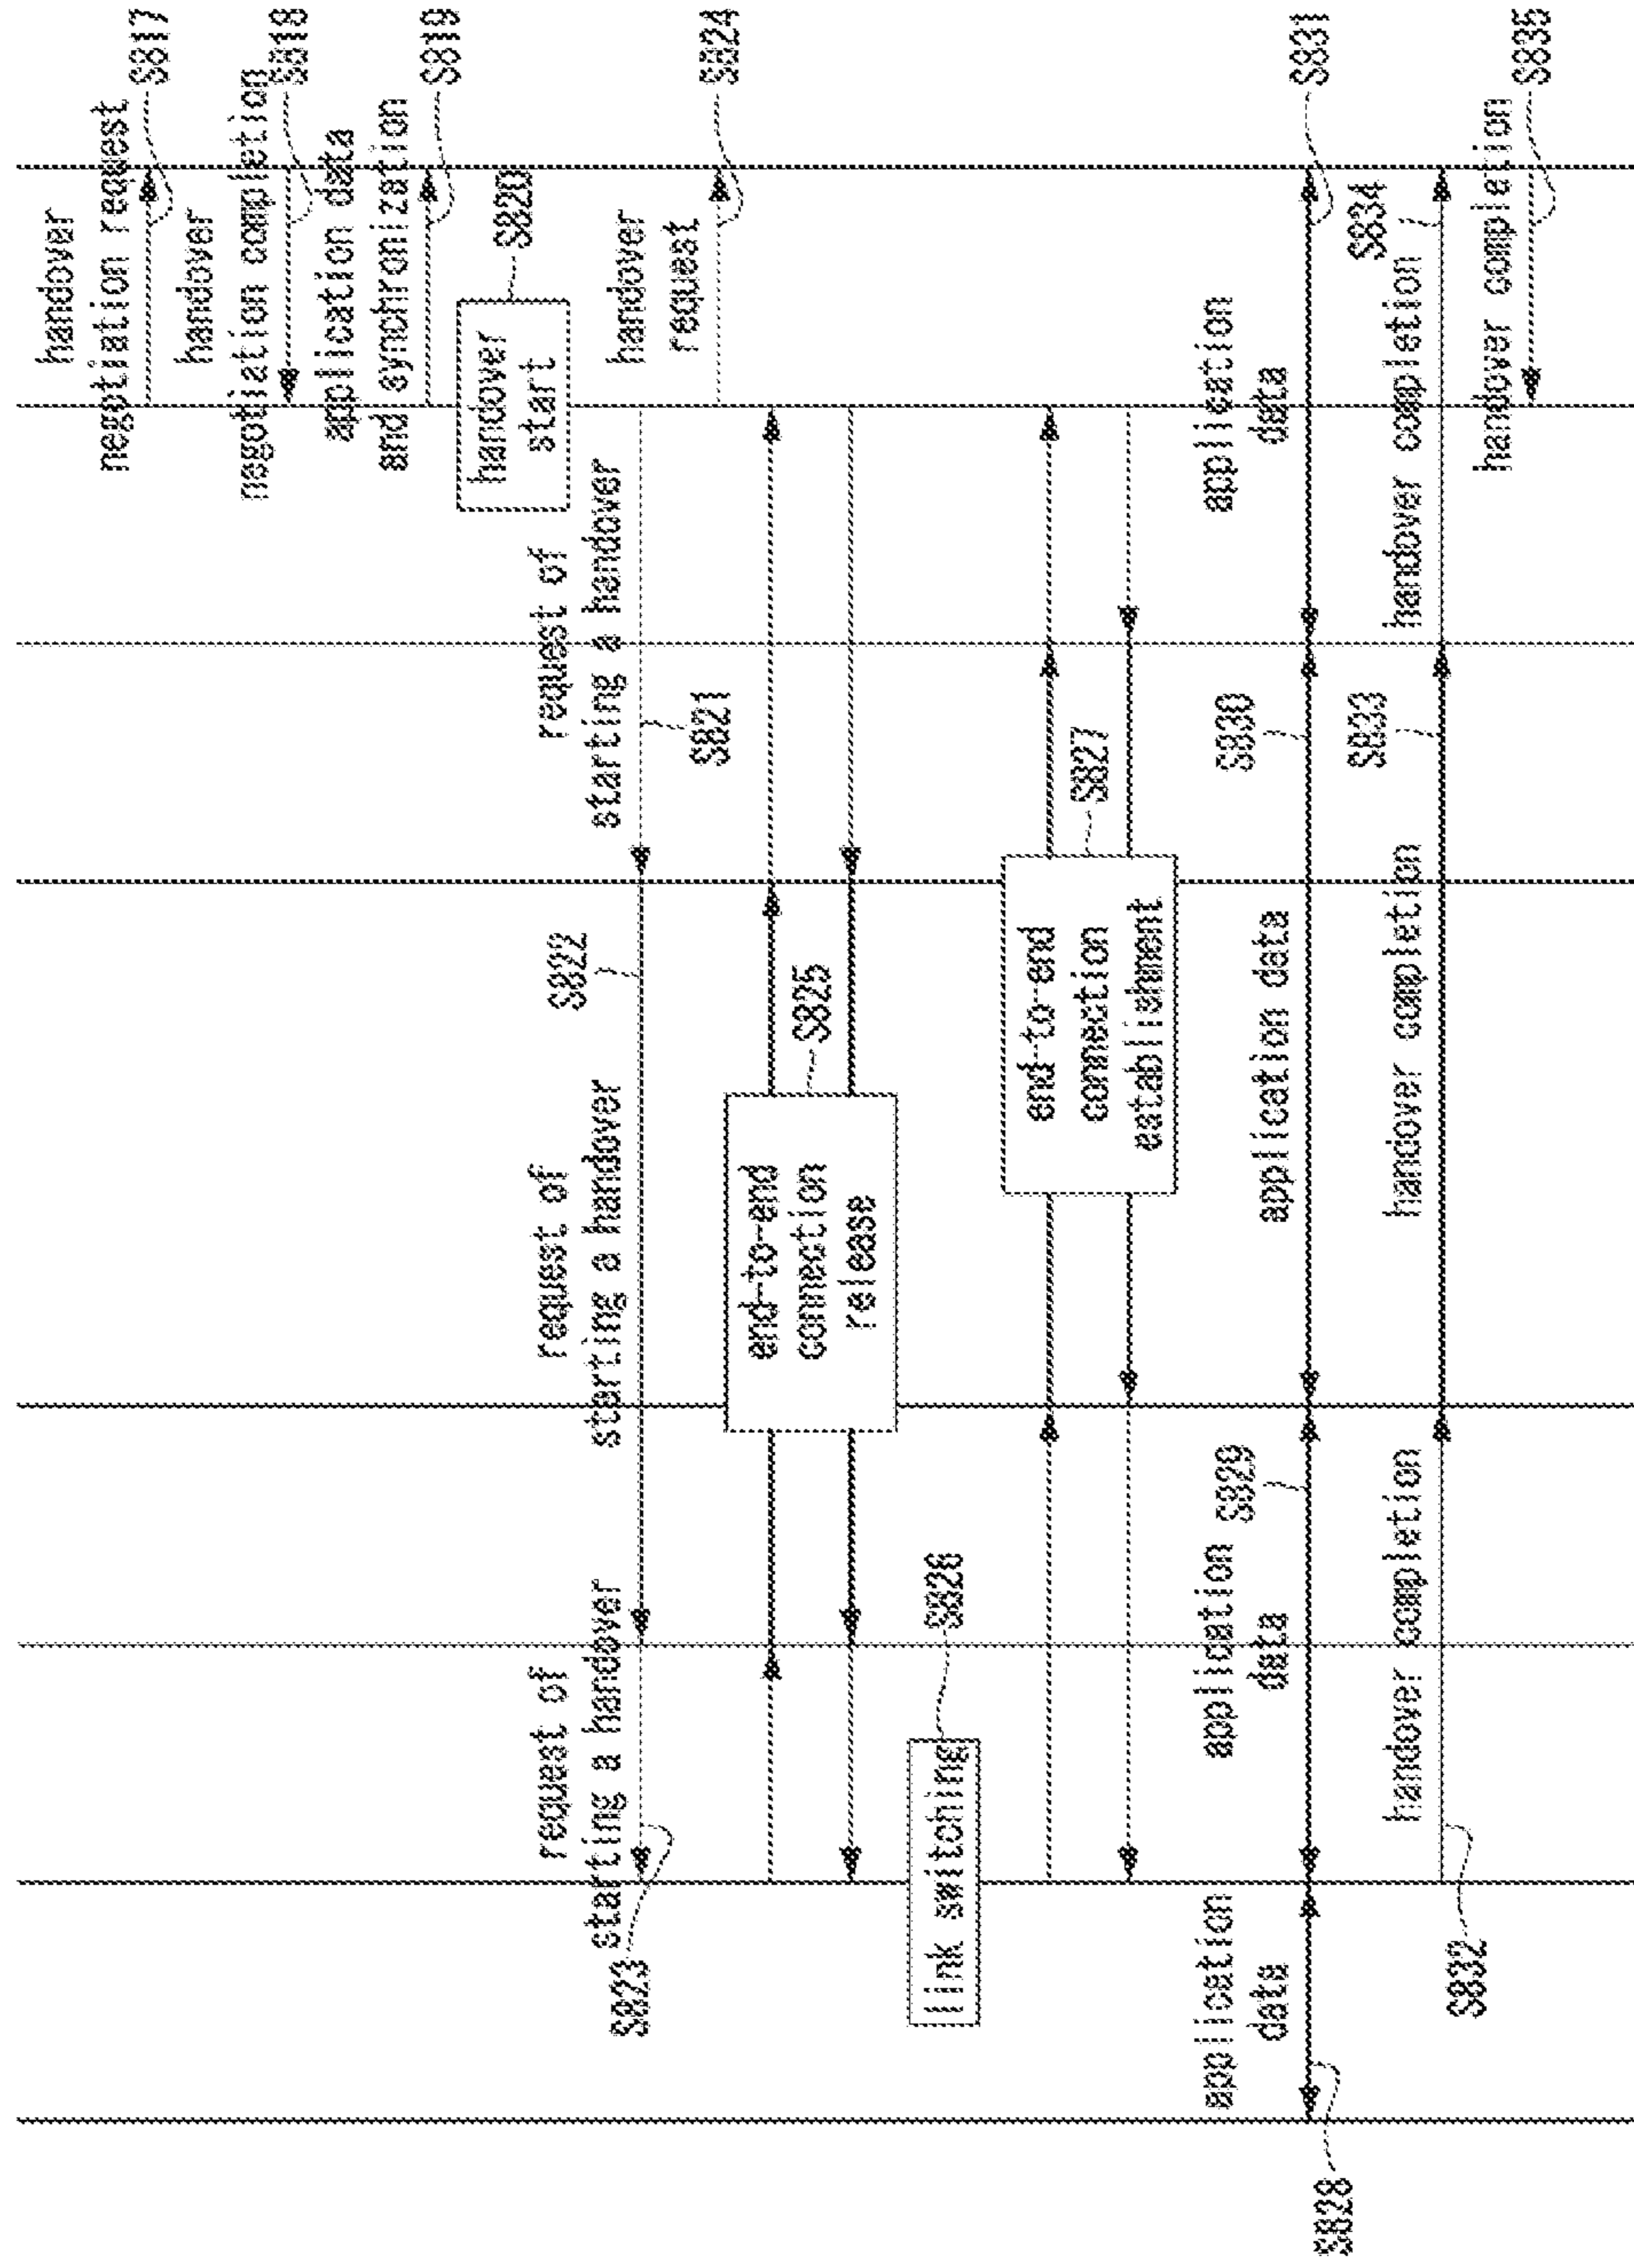 handover
negotiation request
S817
handover
negotiation completion
S818
application data
and synchronization
S819
handover
start
S820
request of
starting a handover
S821
request of
starting a handover
S822
request of
starting a handover
S823
handover
request
S824
end-to-end
connection
release
S825
link switching
S826
end-to-end
connection
eatablishment
S827
application
data
S828
application
data
S829
application data
S830
application
data
S831
handover completion
S832
handover completion
S833
handover completion
S834
handover completion
S835